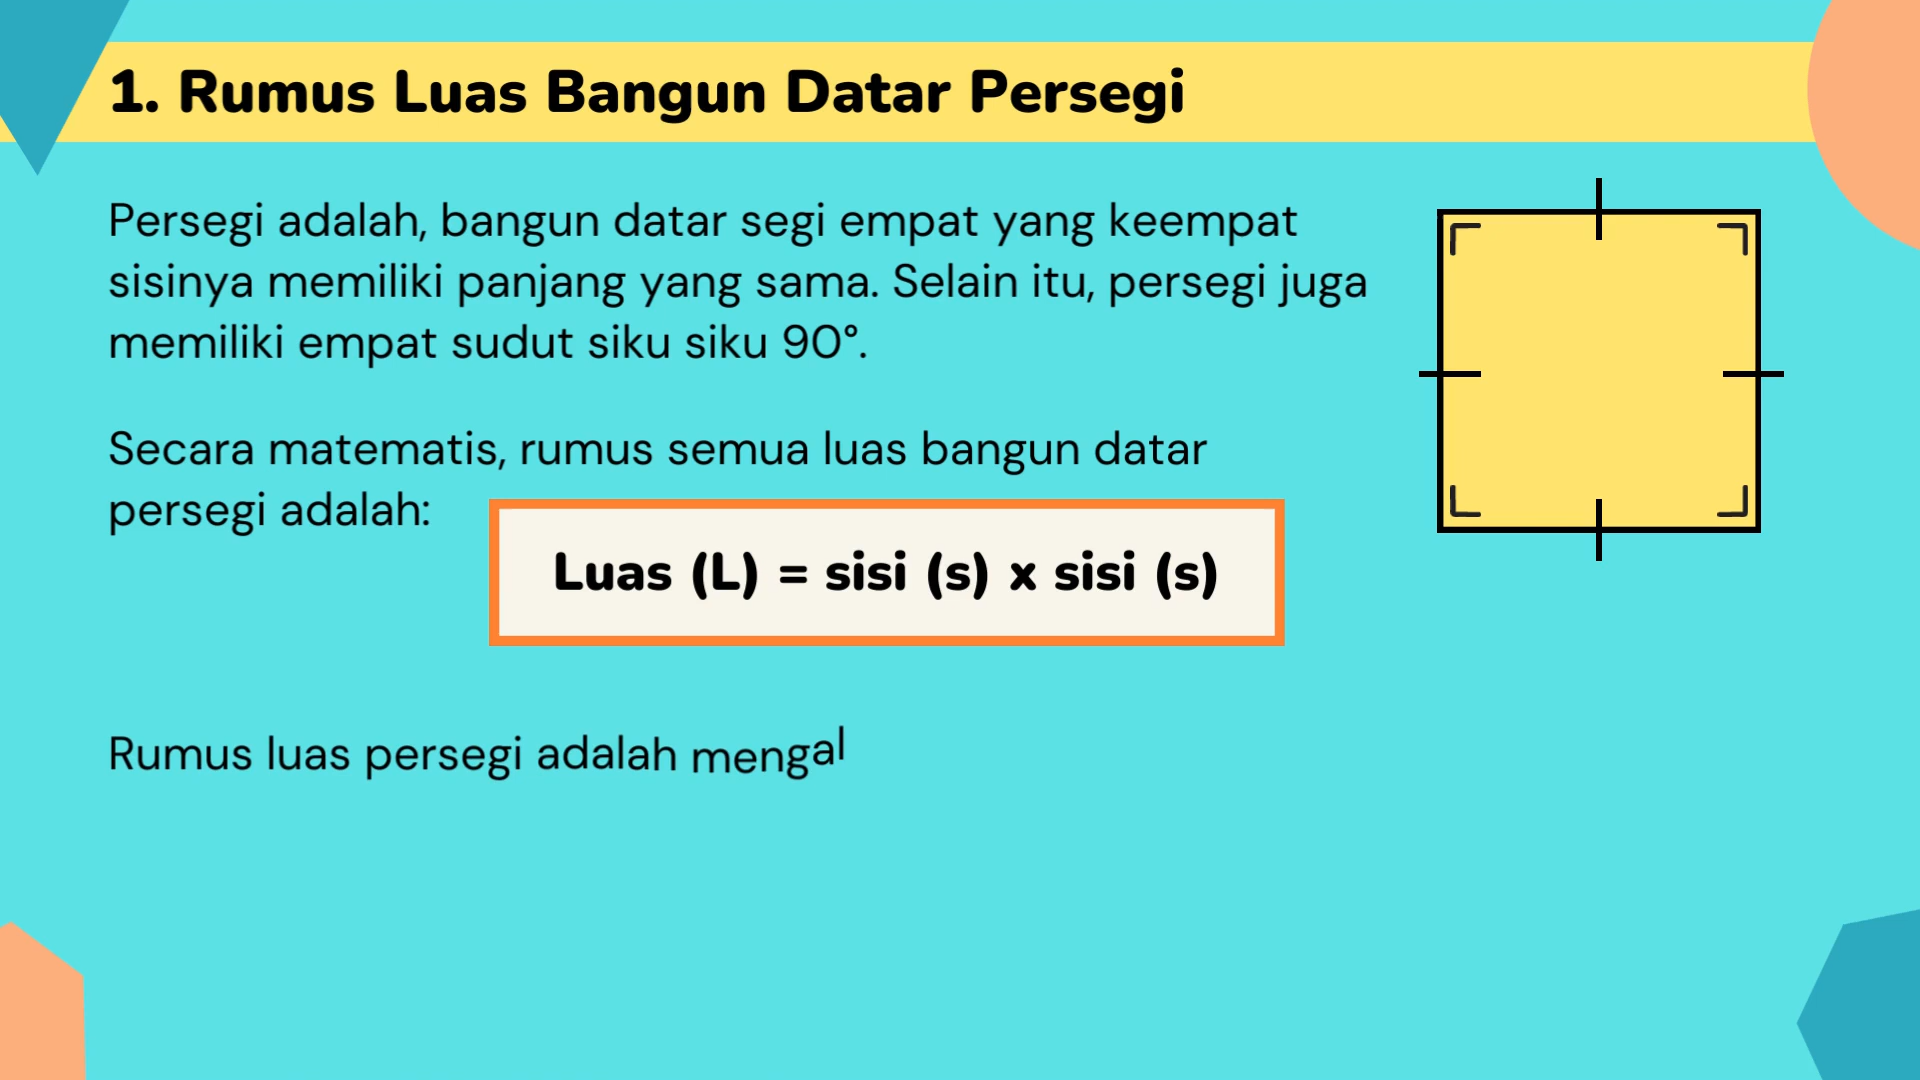 1. Rumus Luas Bangun Datar Persegi
Persegi adalah, bangun datar segi empat yang keempat
sisinya memiliki panjang yang sama. Selain itu, persegi juga
memiliki empat sudut siku siku 90°.
Secara matematis, rumus semua luas bangun datar
persegi adalah:
Luas (L) = sisi (s) x sisi (s)
Rumus luas persegi adalah mengal